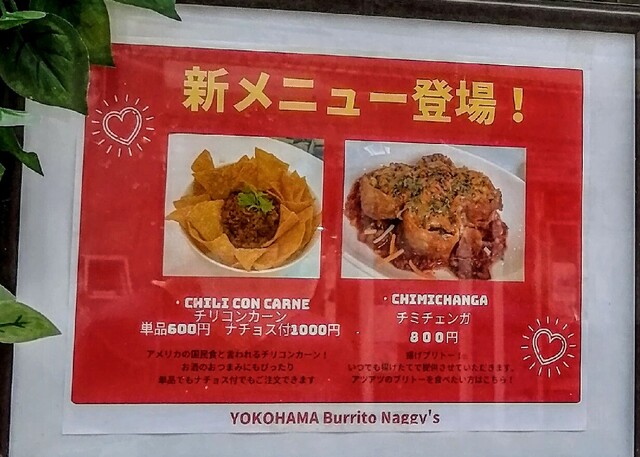 新メニュー登場！
・CHILI CON CARNE
チリコンカーン
単品600円 ナチョス付1000円
アメリカの国民食と言われるチリコンカーン！
お酒のおつまみにもぴったり
単品でもナチョス付でもご注文できます
・CHIMICHANGA
チミチェンガ
800円
揚げブリトー！
いつでも揚げたてで提供させていただきます。
アツアツのブリトーを食べたい方はこちら！
YOKOHAMA Burrito Naggy's